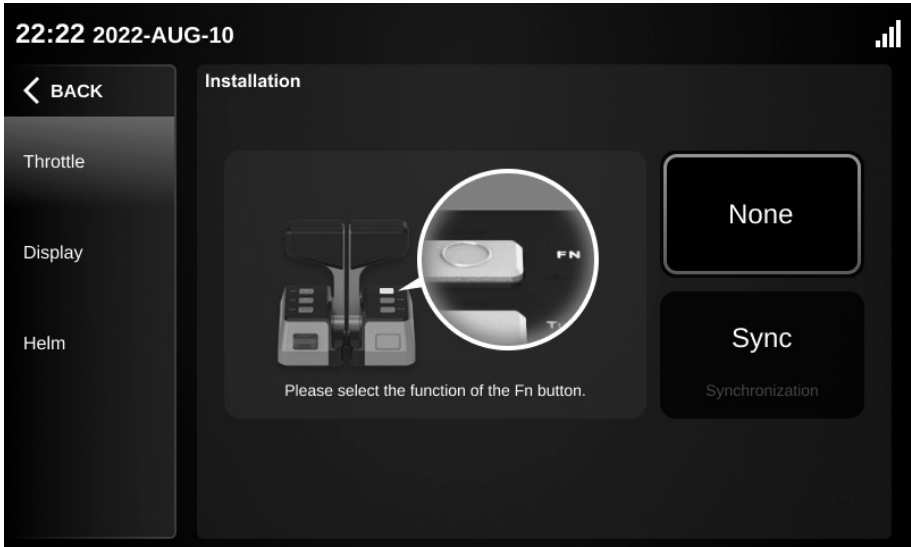 22:22 2022-AUG-10
BACK
Installation
Throttle
Display
Helm
FN
Please select the function of the Fn button.
None
Sync
Synchronization